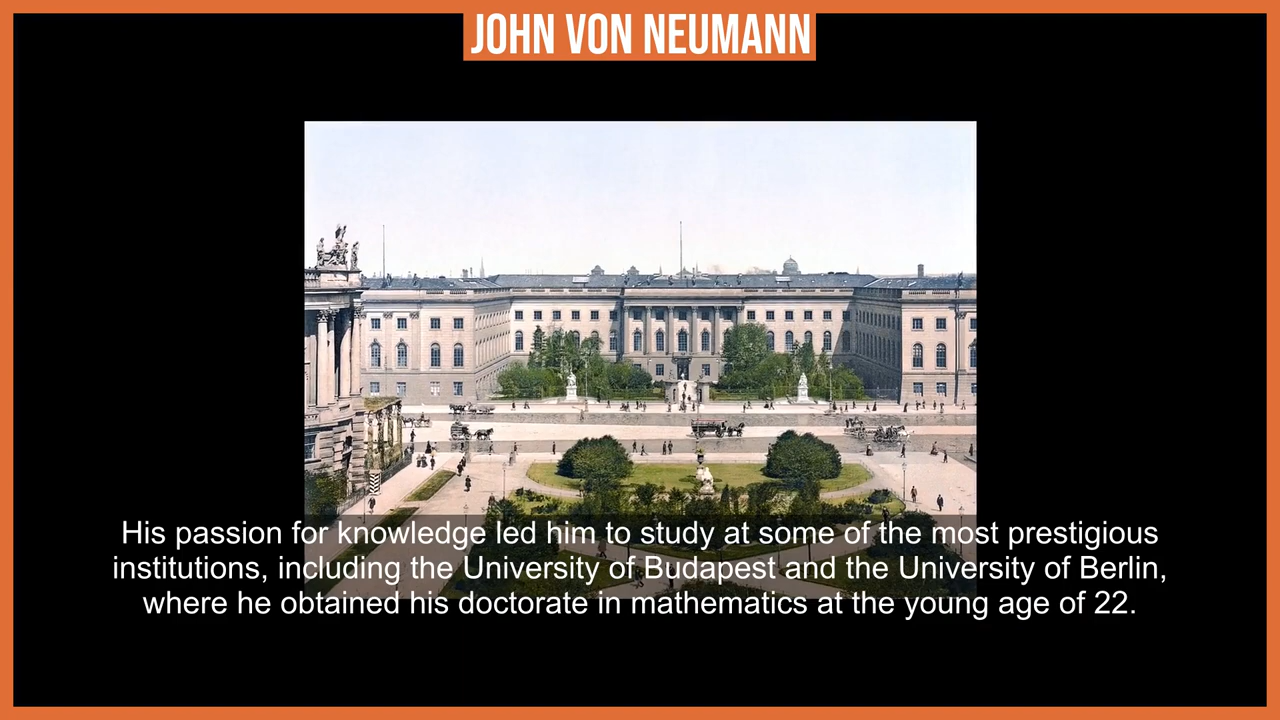 JOHN VON NEUMANN
His passion for knowledge led him to study at some of the most prestigious
institutions, including the University of Budapest and the University of Berlin,
where he obtained his doctorate in mathematics at the young age of 22.